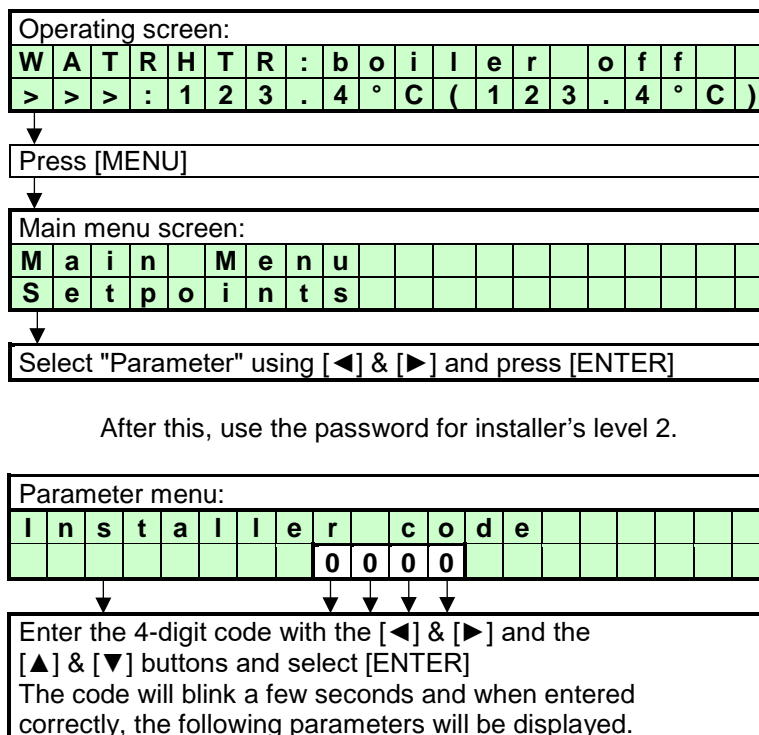 Operating screen:
WATRHTR:boiler off
>>>:123.4°C(123.4°C)
Press [MENU]
Main menu screen:
Main Menu
Setpoints
Select "Parameter" using [◄] & [►] and press [ENTER]
After this, use the password for installer’s level 2.
Parameter menu:
Installer code
0000
Enter the 4-digit code with the [◄] & [►] and the
[▲] & [▼] buttons and select [ENTER]
The code will blink a few seconds and when entered
correctly, the following parameters will be displayed.